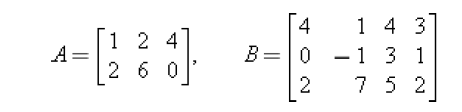 A = [1 2 4
2 6 0],
B = [4 1 4 3
0 −1 3 1
2 7 5 2]